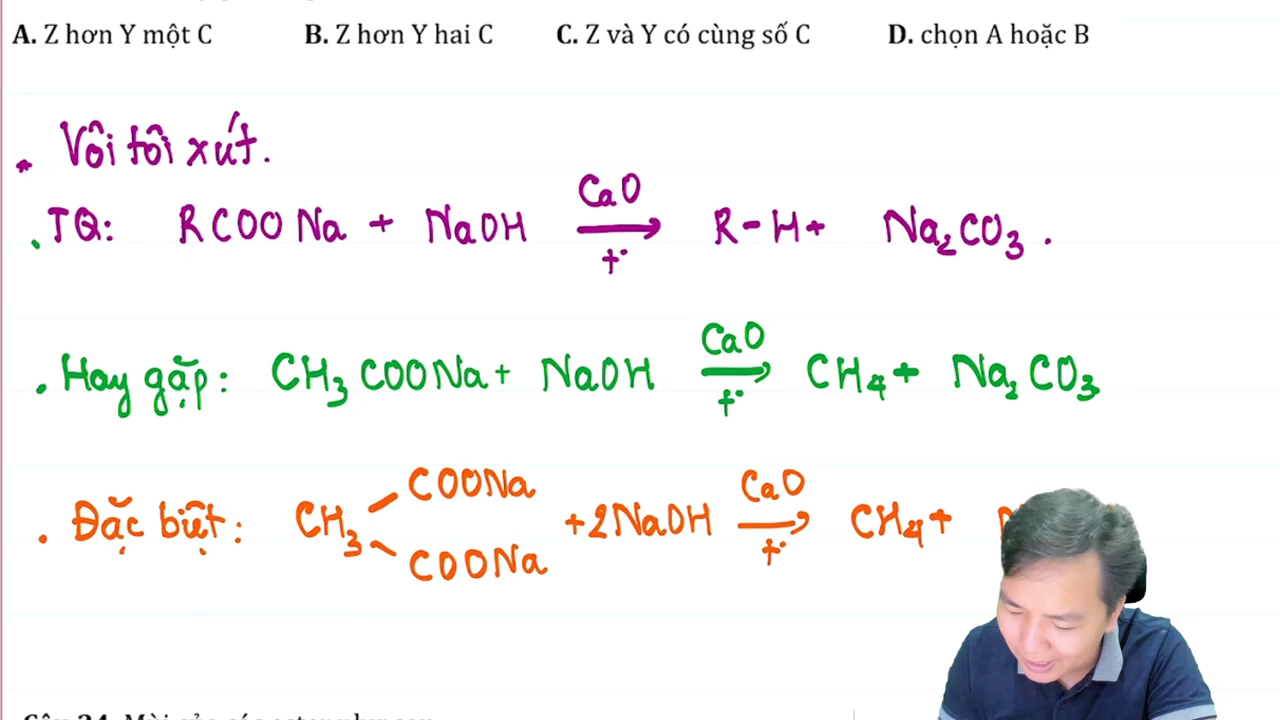 A. Z hơn Y một C B. Z hơn Y hai C C. Z và Y có cùng số C D. chọn A hoặc B
Vôi tôi xút.
TQ: RCOONa + NaOH CaO → t° R-H + Na₂CO₃.
Hay gặp: CH₃COONa + NaOH CaO → t° CH₄ + Na₂CO₃
Đặc biệt: CH₃ COONa COONa + 2NaOH CaO → t° CH₄ +